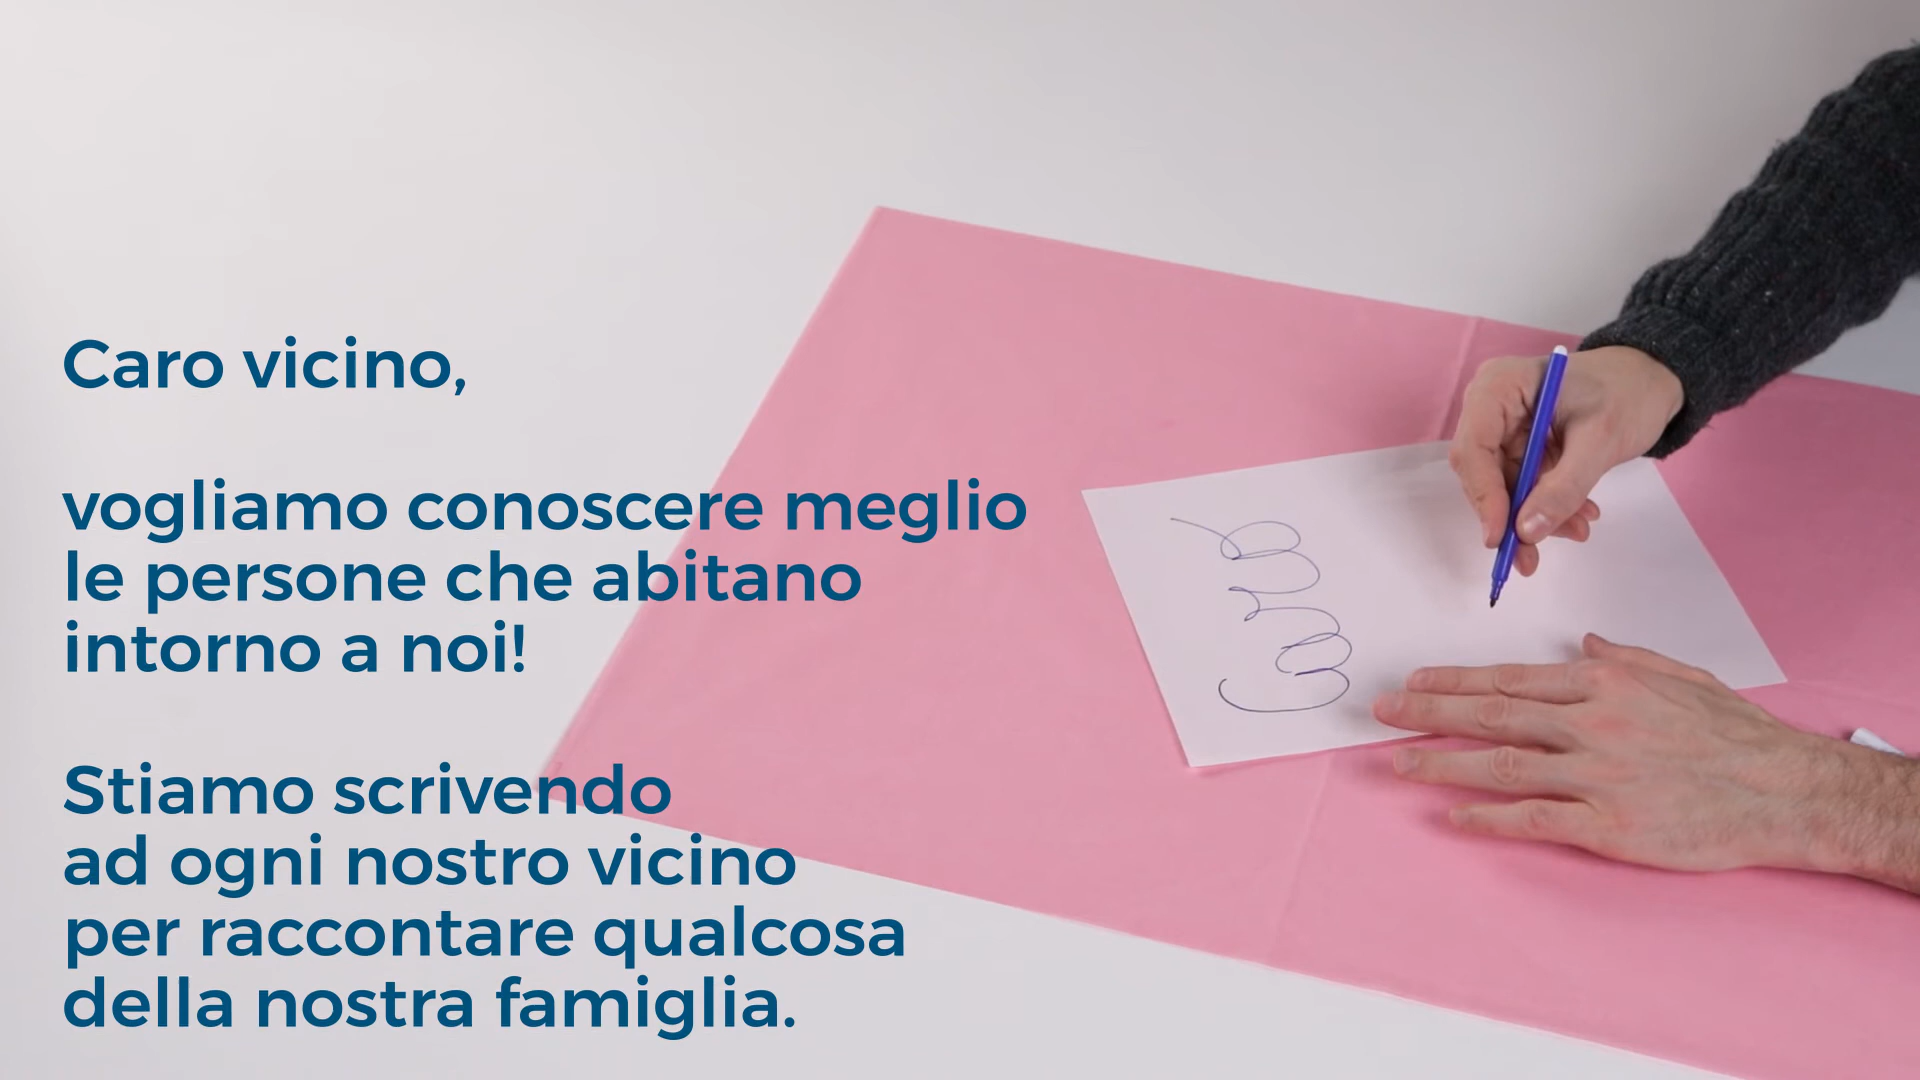 Caro vicino,
vogliamo conoscere meglio
le persone che abitano
intorno a noi!
Stiamo scrivendo
ad ogni nostro vicino
per raccontare qualcosa
della nostra famiglia.
Caro